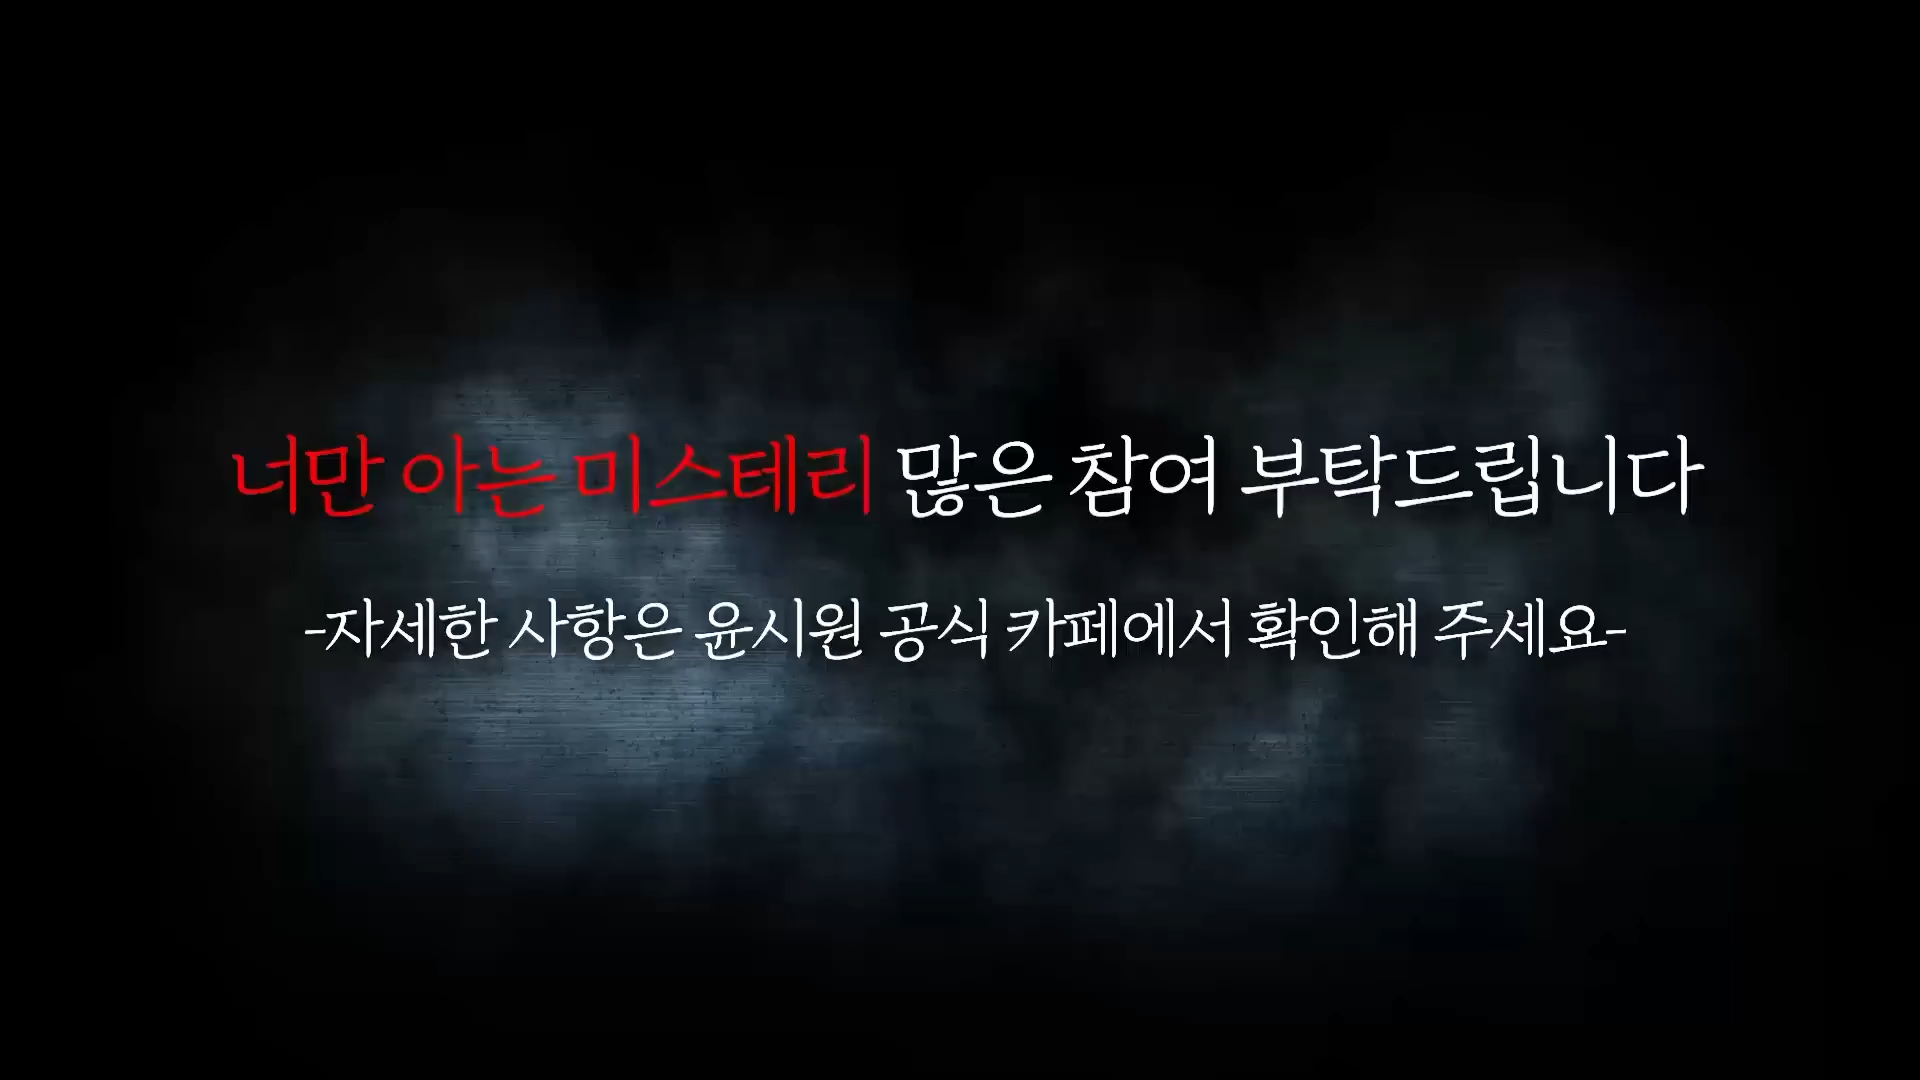 너만 아는 미스테리 많은 참여 부탁드립니다
-자세한 사항은 윤시원 공식 카페에서 확인해 주세요-